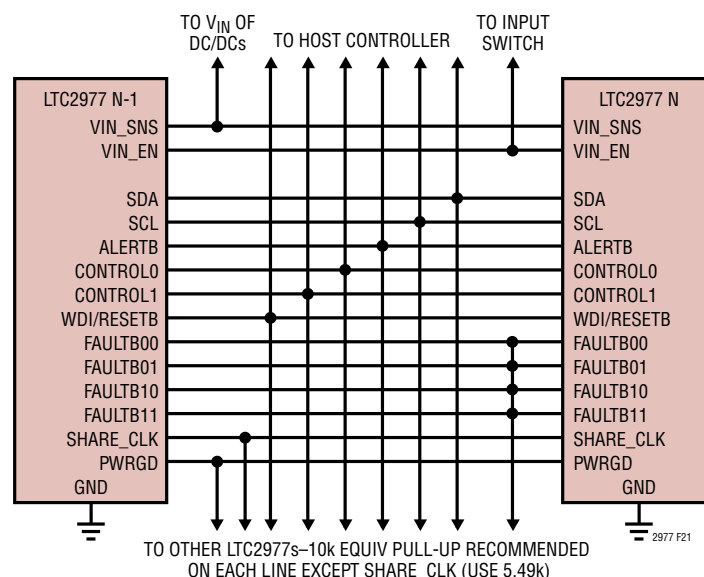 TO VIN OF
DC/DCs
TO HOST CONTROLLER
TO INPUT
SWITCH
LTC2977 N-1
VIN_SNS
VIN_EN
SDA
SCL
ALERTB
CONTROL0
CONTROL1
WDI/RESETB
FAULTB00
FAULTB01
FAULTB10
FAULTB11
SHARE_CLK
PWRGD
GND
LTC2977 N
VIN_SNS
VIN_EN
SDA
SCL
ALERTB
CONTROL0
CONTROL1
WDI/RESETB
FAULTB00
FAULTB01
FAULTB10
FAULTB11
SHARE_CLK
PWRGD
GND
2977 F21
TO OTHER LTC2977s–10k EQUIV PULL-UP RECOMMENDED
ON EACH LINE EXCEPT SHARE_CLK (USE 5.49k)